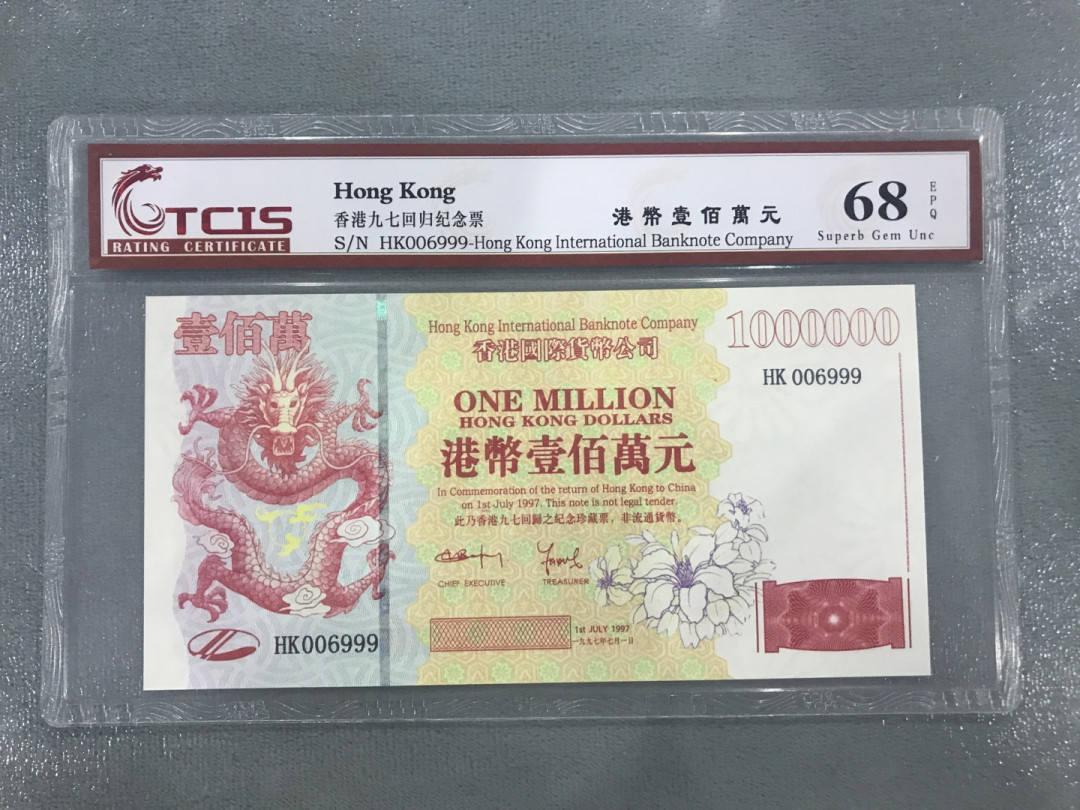 TCIS
RATING CERTIFICATE
Hong Kong
香港九七回归纪念票
S/N HK006999-Hong Kong International Banknote Company
港幣壹佰萬元
68
EPQ
Superb Gem Unc
壹佰萬
Hong Kong International Banknote Company
香港國際貨幣公司
1000000
HK 006999
ONE MILLION
HONG KONG DOLLARS
港幣壹佰萬元
In Commemoration of the return of Hong Kong to China
on 1st July 1997. This note is not legal tender.
此乃香港九七回歸之紀念珍藏票，非流通貨幣。
CHIEF EXECUTIVE
TREASURER
1st JULY 1997
一九九七年七月一日
HK006999